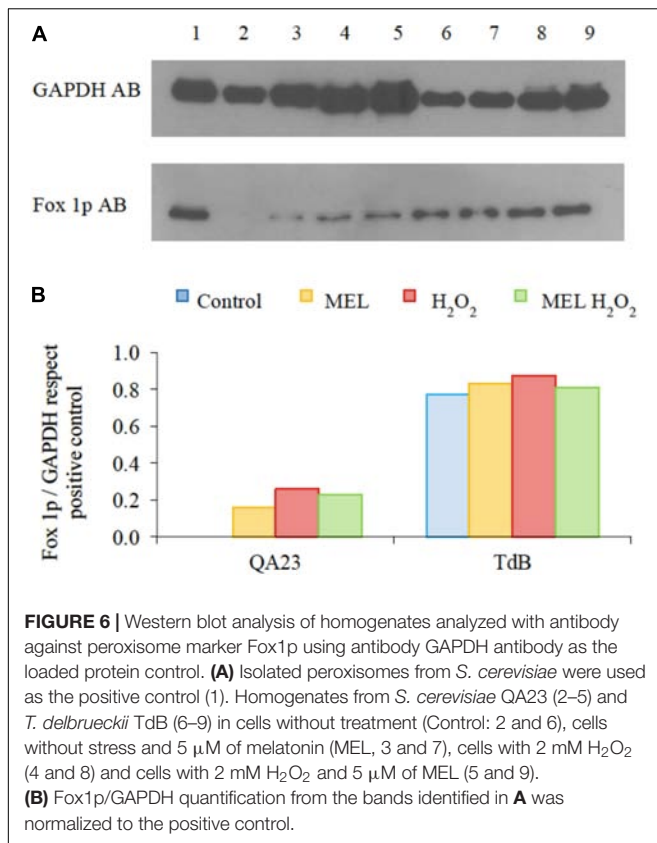 A
1 2 3 4 5 6 7 8 9
GAPDH AB
Fox 1p AB
B
Control MEL H₂O₂ MEL H₂O₂
Fox 1p / GAPDH respect
positive control
1.0
0.8
0.6
0.4
0.2
0.0
QA23 TdB
FIGURE 6 | Western blot analysis of homogenates analyzed with antibody
against peroxisome marker Fox1p using antibody GAPDH antibody as the
loaded protein control. (A) Isolated peroxisomes from S. cerevisiae were used
as the positive control (1). Homogenates from S. cerevisiae QA23 (2–5) and
T. delbrueckii TdB (6–9) in cells without treatment (Control: 2 and 6), cells
without stress and 5 μM of melatonin (MEL, 3 and 7), cells with 2 mM H₂O₂
(4 and 8) and cells with 2 mM H₂O₂ and 5 μM of MEL (5 and 9).
(B) Fox1p/GAPDH quantification from the bands identified in A was
normalized to the positive control.